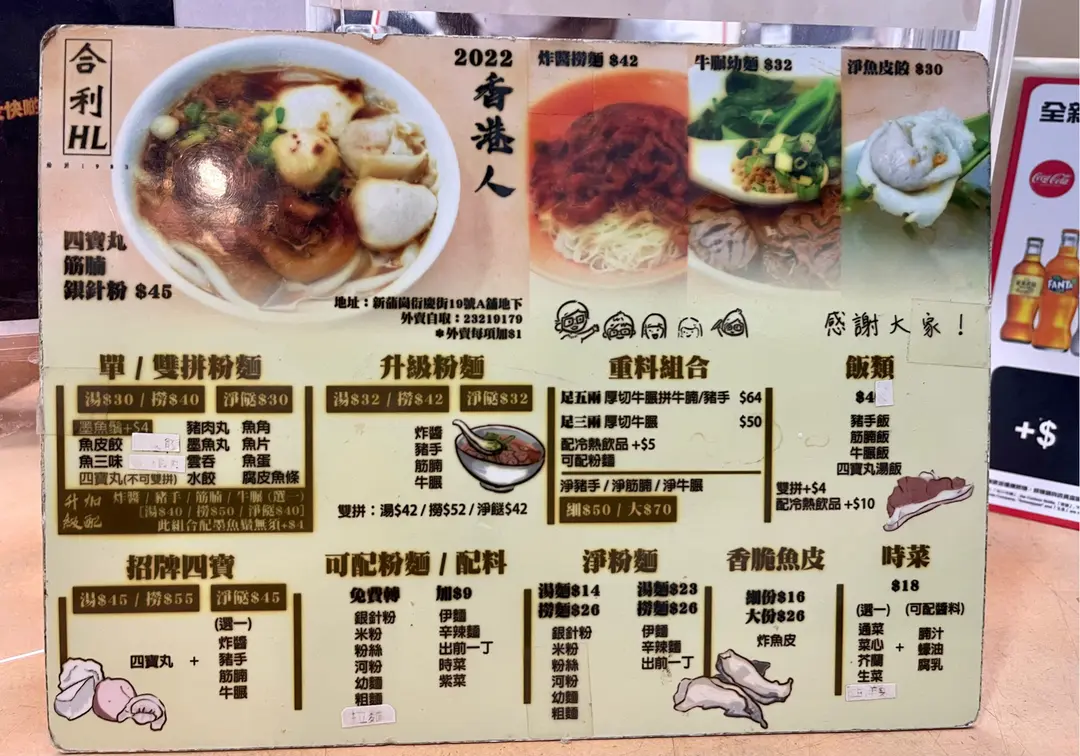 合利HL
2022
香港人
炸醬撈麵 $42
牛𦟌幼麵 $32
淨魚皮餃 $30
四寶丸
筋腩
銀針粉 $45
地址：新蒲崗衍慶街19號A舖地下
外賣自取：23219179
*外賣每項加$1
感謝大家！
單 / 雙拼粉麵
湯$30 / 撈$40
淨餸$30
墨魚鬚+$4
豬肉丸
魚角
魚皮餃
墨魚丸
魚片
魚三味
雲吞
魚蛋
四寶丸(不可雙拼)
水餃
腐皮魚條
升加級配
炸醬 / 豬手 / 筋腩 / 牛𦟌 (選一)
[湯$40 / 撈$50 / 淨餸$40]
此組合配墨魚鬚無須+$4
升級粉麵
湯$32 / 撈$42
淨餸$32
炸醬
豬手
筋腩
牛𦟌
雙拼：湯$42 / 撈$52 / 淨餸$42
重料組合
足五兩 厚切牛𦟌拼牛腩/豬手 $64
足三兩 厚切牛𦟌 $50
配冷熱飲品 +$5
可配粉麵
淨豬手 / 淨筋腩 / 淨牛𦟌
細$50 / 大$70
飯類
豬手飯
筋腩飯
牛𦟌飯
四寶丸湯飯
雙拼+$4
配冷熱飲品 +$10
招牌四寶
湯$45 / 撈$55
淨餸$45
四寶丸 +
(選一)
炸醬
豬手
筋腩
牛𦟌
可配粉麵 / 配料
免費轉
銀針粉
米粉
粉絲
河粉
幼麵
粗麵
加$9
伊麵
辛辣麵
出前一丁
時菜
紫菜
淨粉麵
湯麵$14
撈麵$26
銀針粉
米粉
粉絲
河粉
幼麵
粗麵
湯麵$23
撈麵$26
伊麵
辛辣麵
出前一丁
香脆魚皮
細份$16
大份$26
炸魚皮
時菜
$18
(選一)
通菜
菜心
芥蘭
生菜
+
(可配醬料)
腩汁
蠔油
腐乳
全新
Coca-Cola
FANTA
+$